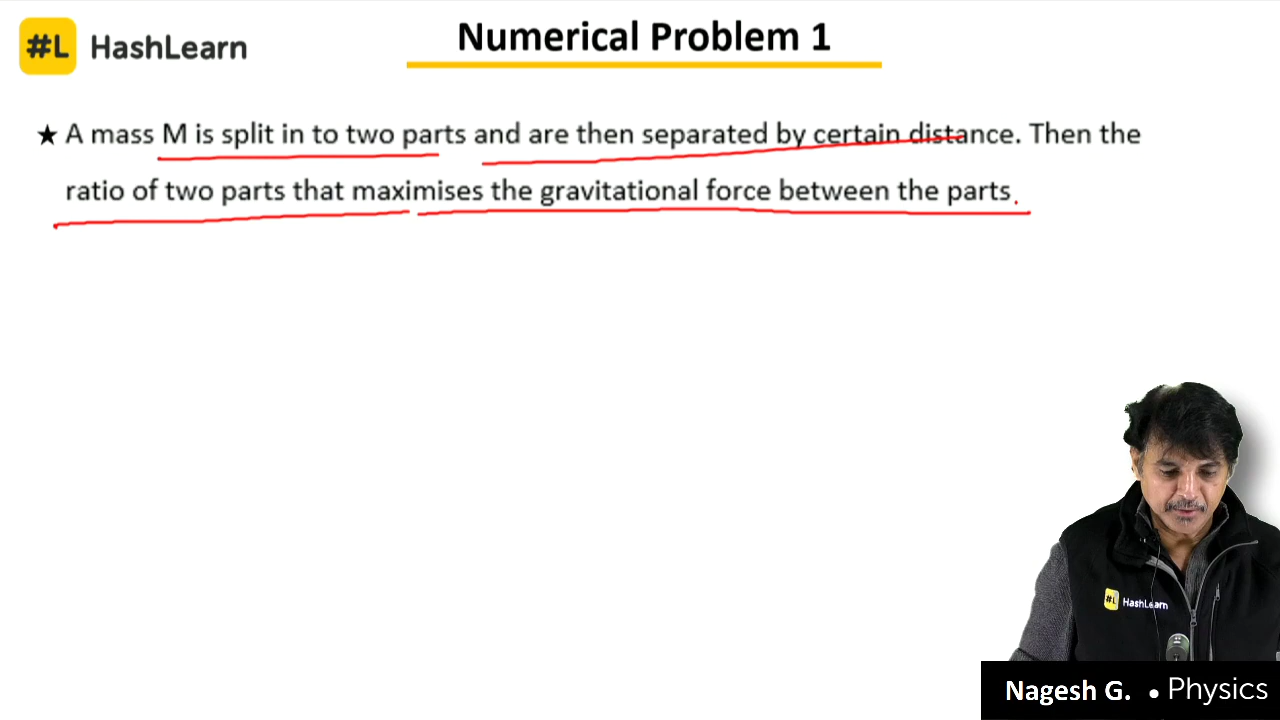 #L HashLearn
Numerical Problem 1
★ A mass M is split in to two parts and are then separated by certain distance. Then the
ratio of two parts that maximises the gravitational force between the parts.
#L HashLearn
Nagesh G. • Physics